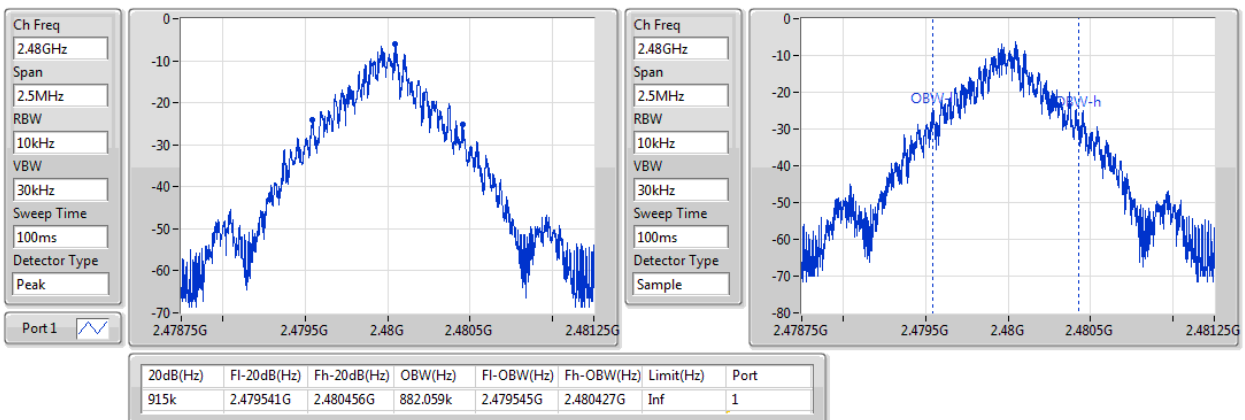 Ch Freq
2.48GHz
Span
2.5MHz
RBW
10kHz
VBW
30kHz
Sweep Time
100ms
Detector Type
Peak
Port 1
0
-10
-20
-30
-40
-50
-60
-70
2.47875G 2.4795G 2.48G 2.4805G 2.48125G
Ch Freq
2.48GHz
Span
2.5MHz
RBW
10kHz
VBW
30kHz
Sweep Time
100ms
Detector Type
Sample
0
-10
-20
-30
-40
-50
-60
-70
-80
OBW-
OBW-h
2.47875G 2.4795G 2.48G 2.4805G 2.48125G
20dB(Hz) Fl-20dB(Hz) Fh-20dB(Hz) OBW(Hz) Fl-OBW(Hz) Fh-OBW(Hz) Limit(Hz) Port
915k 2.479541G 2.480456G 882.059k 2.479545G 2.480427G Inf 1